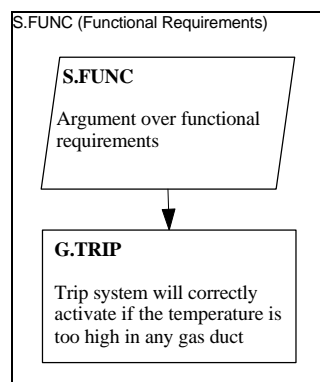 S.FUNC (Functional Requirements)
S.FUNC
Argument over functional
requirements
G.TRIP
Trip system will correctly
activate if the temperature is
too high in any gas duct